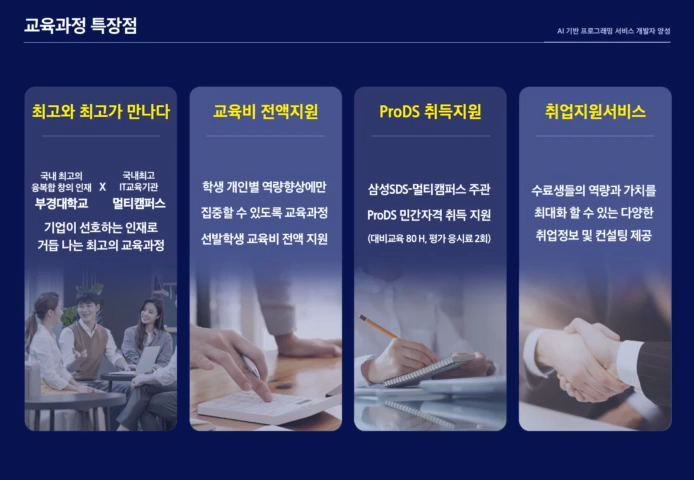 교육과정 특장점
AI 기반 프로그래밍 서비스 개발자 양성
최고와 최고가 만나다
국내 최고의
융복합 창의 인재
부경대학교
X
국내최고
IT교육기관
멀티캠퍼스
기업이 선호하는 인재로
거듭 나는 최고의 교육과정
교육비 전액지원
학생 개인별 역량향상에만
집중할 수 있도록 교육과정
선발학생 교육비 전액 지원
ProDS 취득지원
삼성SDS-멀티캠퍼스 주관
ProDS 민간자격 취득 지원
(대비교육 80 H, 평가 응시료 2회)
취업지원서비스
수료생들의 역량과 가치를
최대화 할 수 있는 다양한
취업정보 및 컨설팅 제공